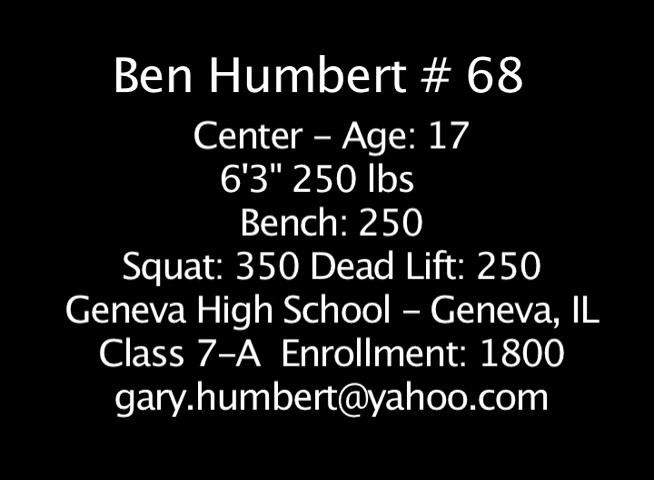 Ben Humbert # 68
Center - Age: 17
6'3" 250 lbs
Bench: 250
Squat: 350 Dead Lift: 250
Geneva High School - Geneva, IL
Class 7-A  Enrollment: 1800
gary.humbert@yahoo.com